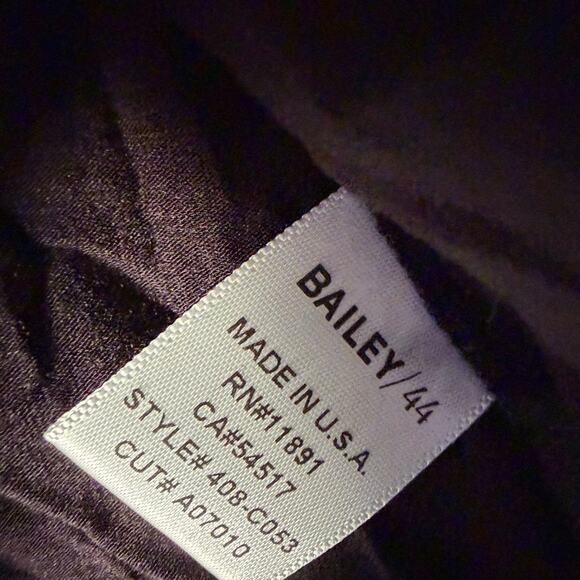 BAILEY/44
MADE IN U.S.A.
RN#11891
CA#54517
STYLE# 408-C053
CUT# A07010